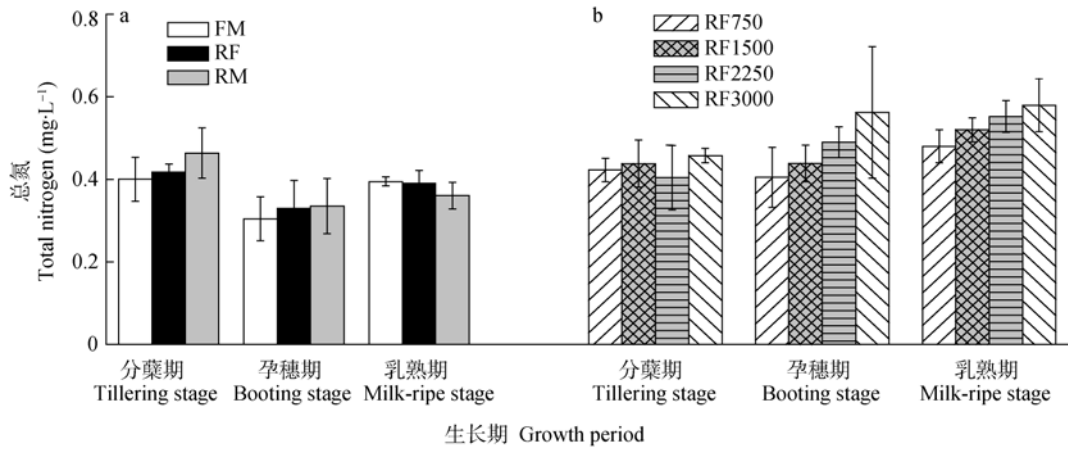 总氮
Total nitrogen (mg·L⁻¹)
0.8
0.6
0.4
0.2
0
a
FM
RF
RM
b
RF750
RF1500
RF2250
RF3000
分蘖期
Tillering stage
孕穗期
Booting stage
乳熟期
Milk-ripe stage
分蘖期
Tillering stage
孕穗期
Booting stage
乳熟期
Milk-ripe stage
生长期 Growth period